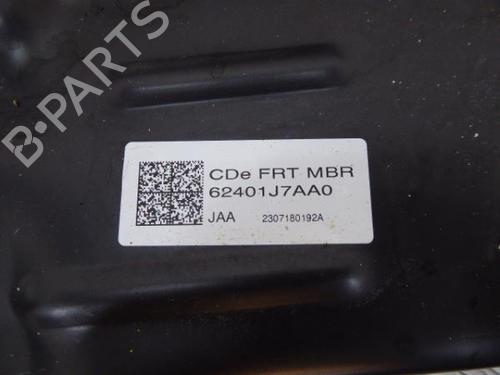 B-PARTS
CDe FRT MBR
62401J7AA0
JAA 2307180192A